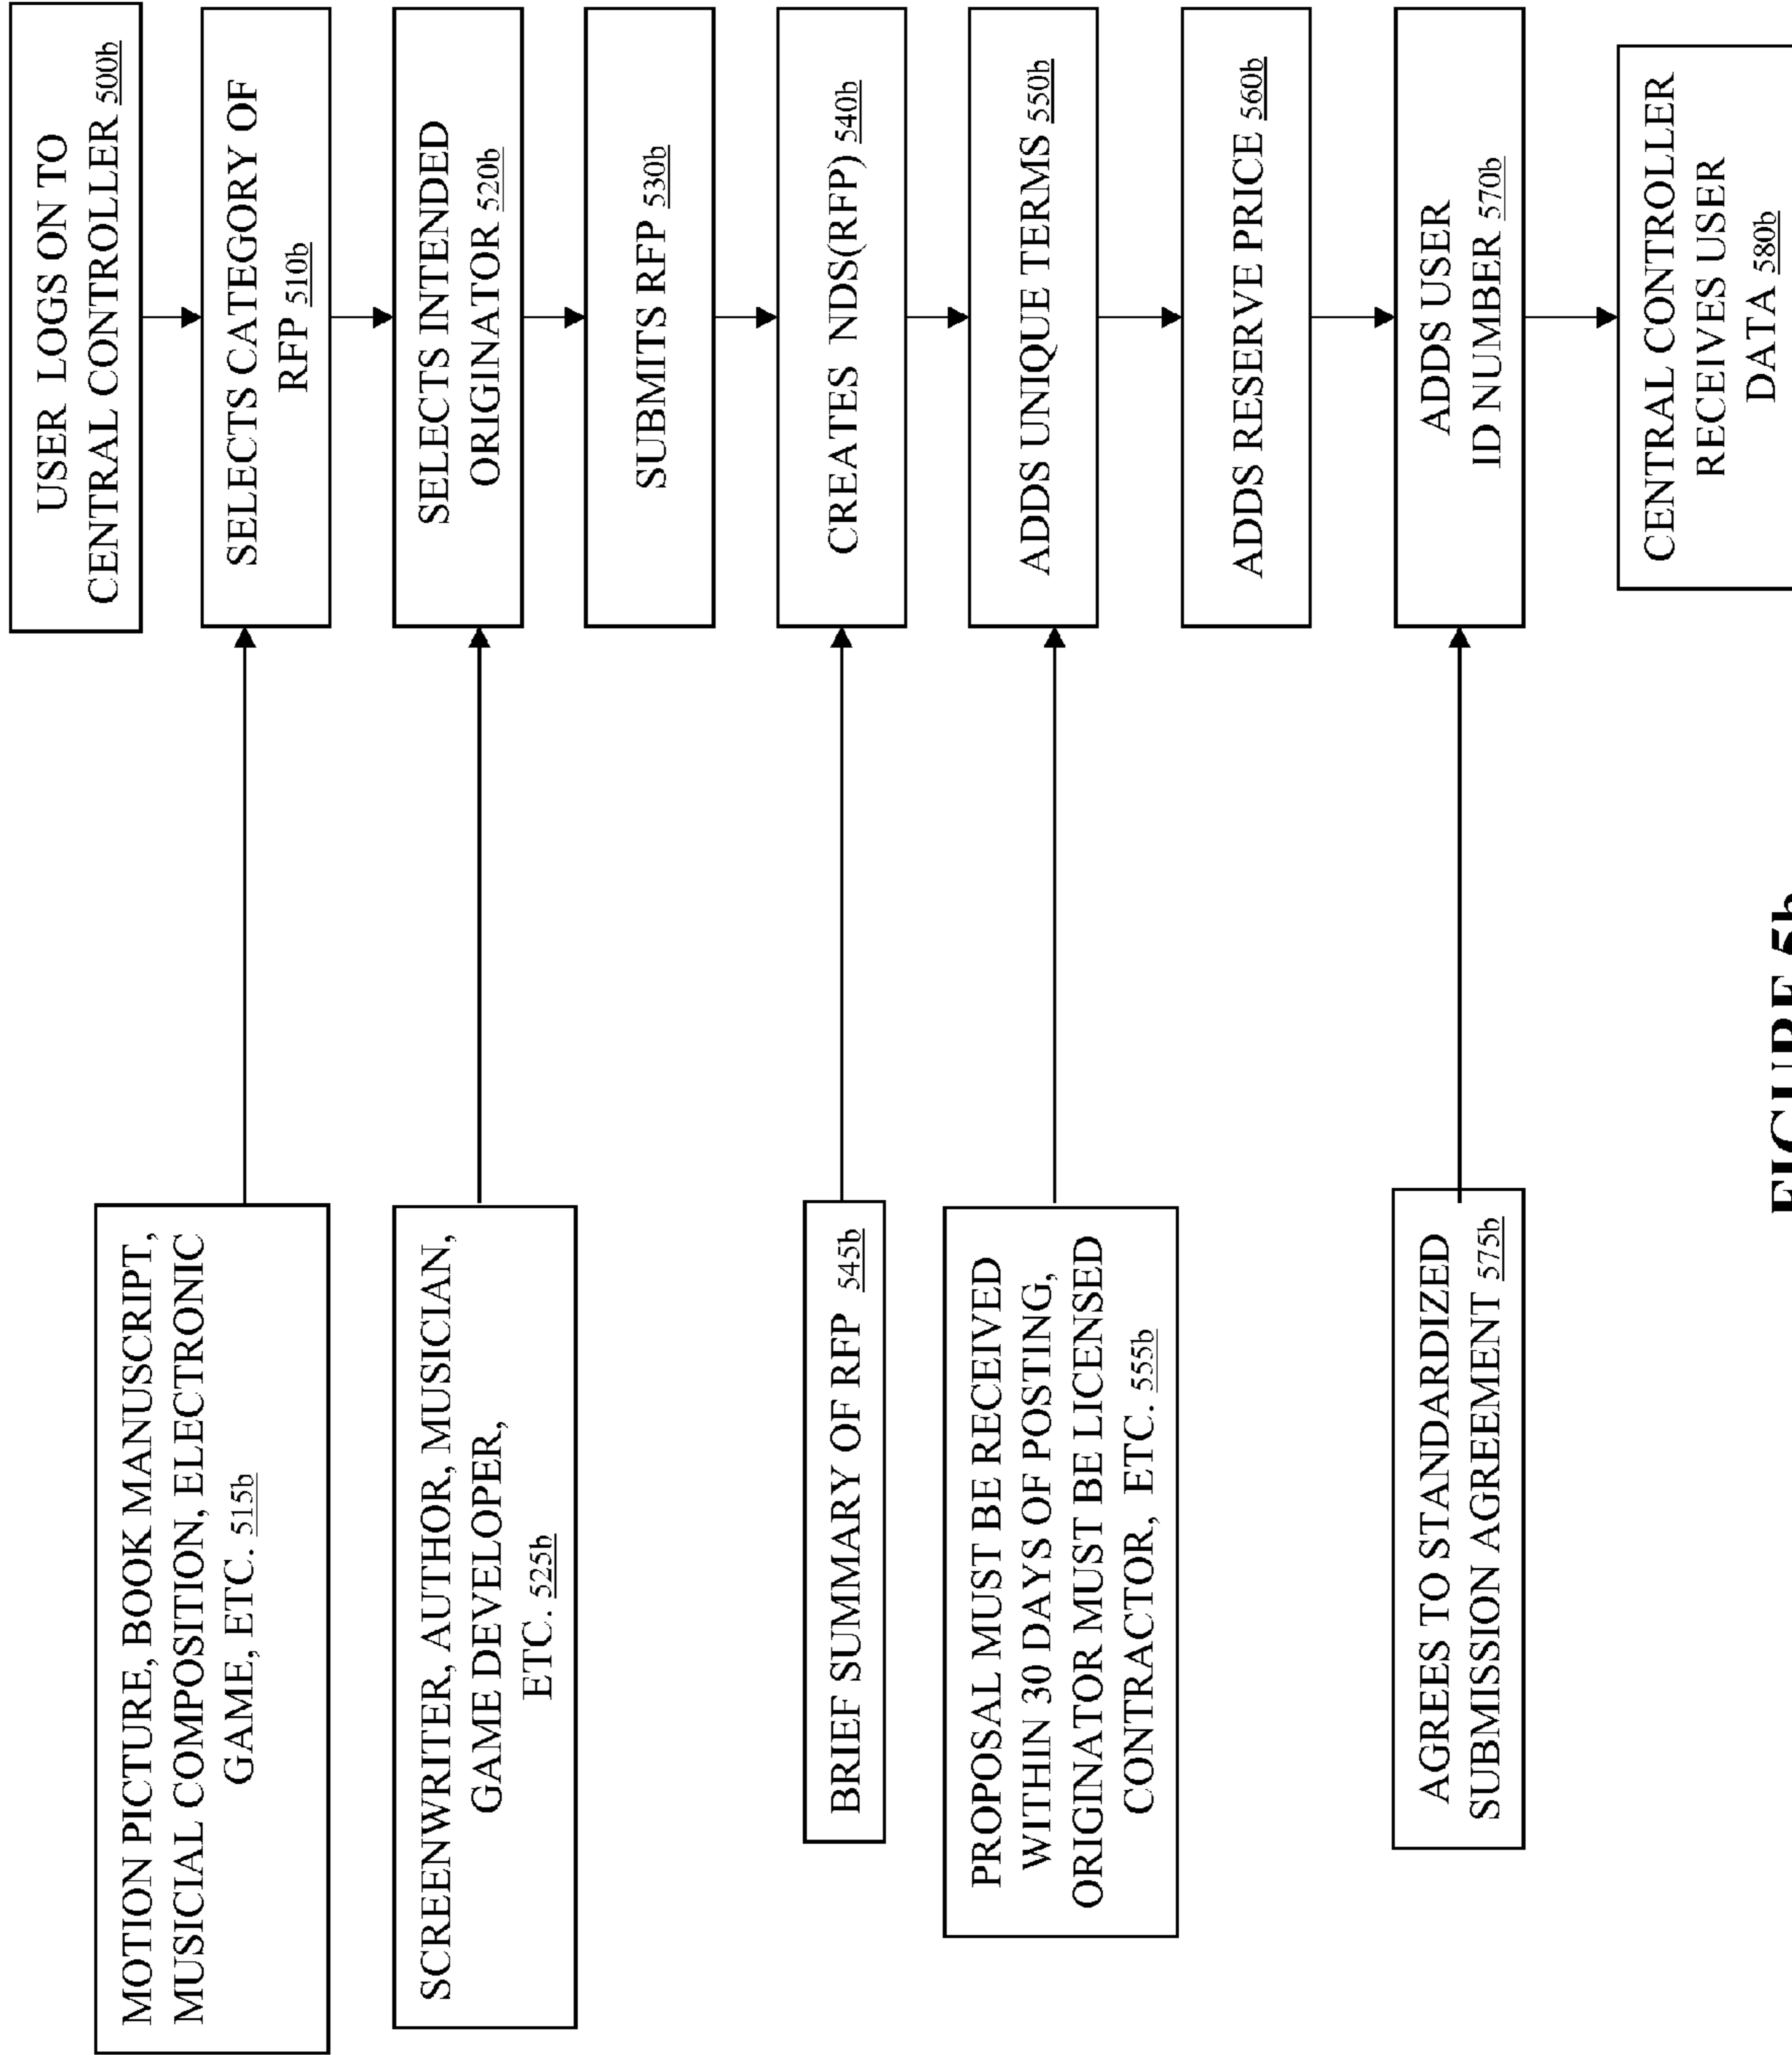 USER LOGS ON TO
CENTRAL CONTROLLER 500b
MOTION PICTURE, BOOK MANUSCRIPT,
MUSICIAL COMPOSITION, ELECTRONIC
GAME, ETC. 515b
SELECTS CATEGORY OF
RFP 510b
SCREENWRITER, AUTHOR, MUSICIAN,
GAME DEVELOPER,
ETC. 525b
SELECTS INTENDED
ORIGINATOR 520b
SUBMITS RFP 530b
BRIEF SUMMARY OF RFP 545b
CREATES NDS(RFP) 540b
PROPOSAL MUST BE RECEIVED
WITHIN 30 DAYS OF POSTING,
ORIGINATOR MUST BE LICENSED
CONTRACTOR, ETC. 555b
ADDS UNIQUE TERMS 550b
ADDS RESERVE PRICE 560b
AGREES TO STANDARDIZED
SUBMISSION AGREEMENT 575b
ADDS USER
ID NUMBER 570b
CENTRAL CONTROLLER
RECEIVES USER
DATA 580b
FIGURE 5b